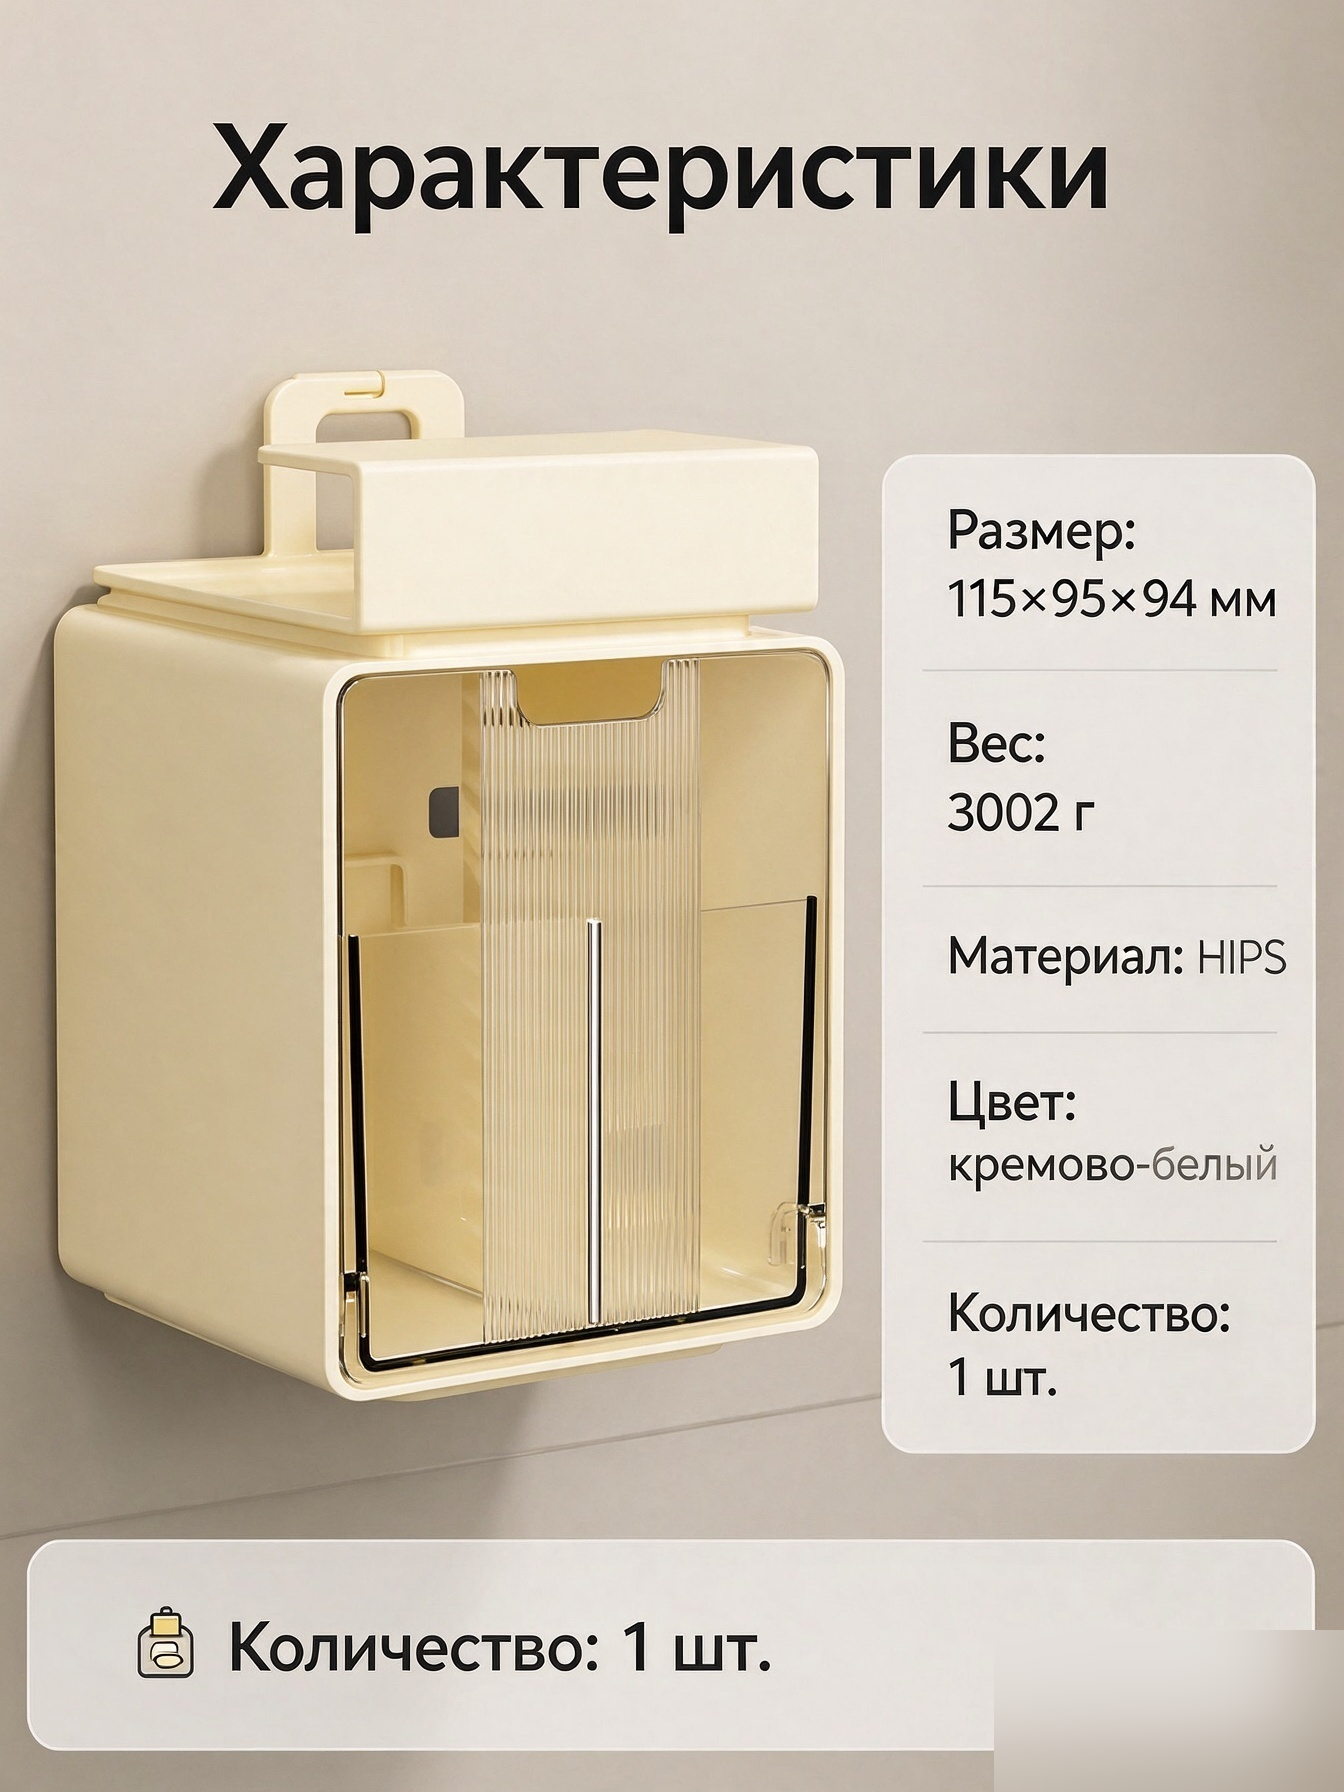 Характеристики
Размер:
115×95×94 мм
Вес:
3002 г
Материал: HIPS
Цвет:
кремово-белый
Количество:
1 шт.
Количество: 1 шт.